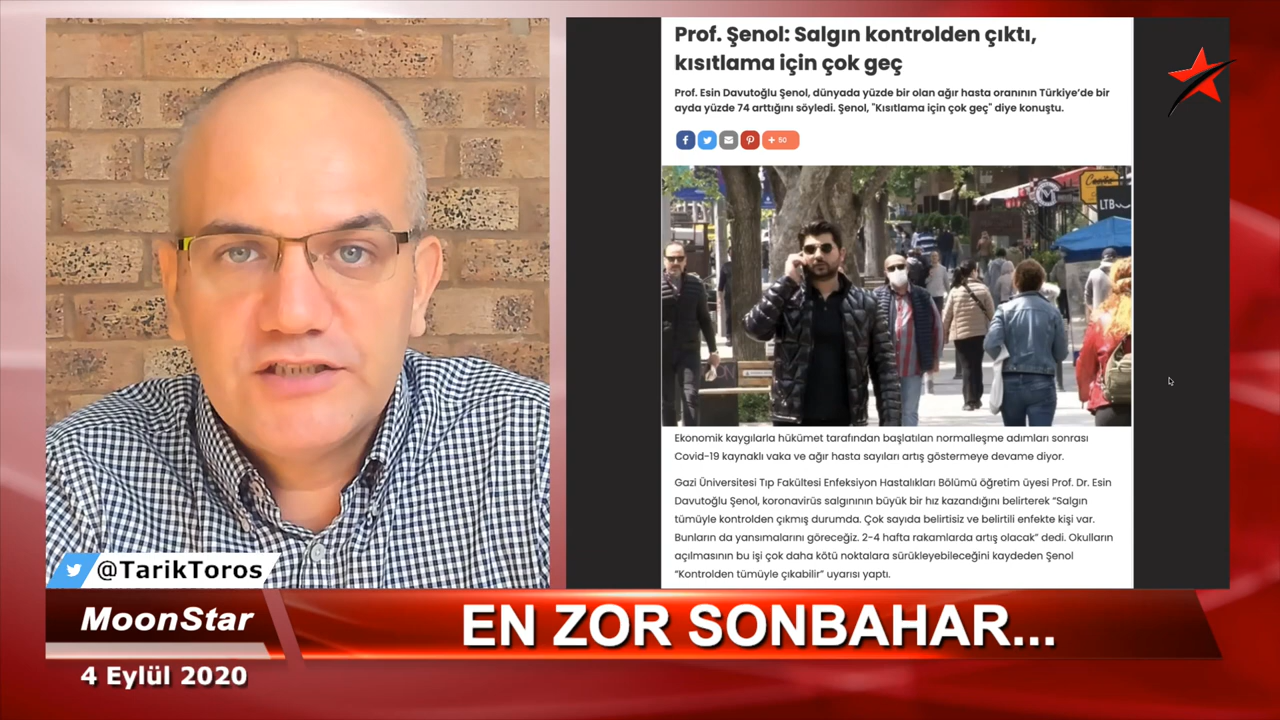 Prof. Şenol: Salgın kontrolden çıktı,
kısıtlama için çok geç
Prof. Esin Davutoğlu Şenol, dünyada yüzde bir olan ağır hasta oranının Türkiye'de bir
ayda yüzde 74 arttığını söyledi. Şenol, "Kısıtlama için çok geç" diye konuştu.
+ 50
LTB
Ekonomik kaygılarla hükümet tarafından başlatılan normalleşme adımları sonrası
Covid-19 kaynaklı vaka ve ağır hasta sayıları artış göstermeye devame diyor.
Gazi Üniversitesi Tıp Fakültesi Enfeksiyon Hastalıkları Bölümü öğretim üyesi Prof. Dr. Esin
Davutoğlu Şenol, koronavirüs salgınının büyük bir hız kazandığını belirterek “Salgın
tümüyle kontrolden çıkmış durumda. Çok sayıda belirtisiz ve belirtili enfekte kişi var.
Bunların da yansımalarını göreceğiz. 2-4 hafta rakamlarda artış olacak” dedi. Okulların
açılmasının bu işi çok daha kötü noktalara sürükleyebileceğini kaydeden Şenol
“Kontrolden tümüyle çıkabilir” uyarısı yaptı.
@TarikToros
MoonStar
EN ZOR SONBAHAR...
4 Eylül 2020